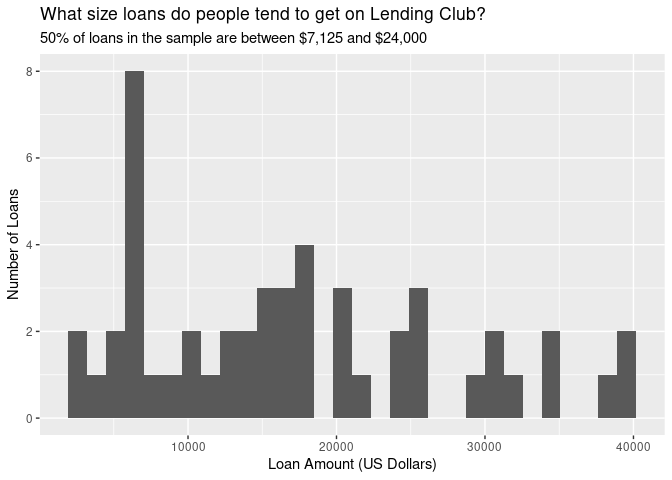 What size loans do people tend to get on Lending Club?
50% of loans in the sample are between $7,125 and $24,000
8
6
4
2
0
Number of Loans
10000 20000 30000 40000
Loan Amount (US Dollars)